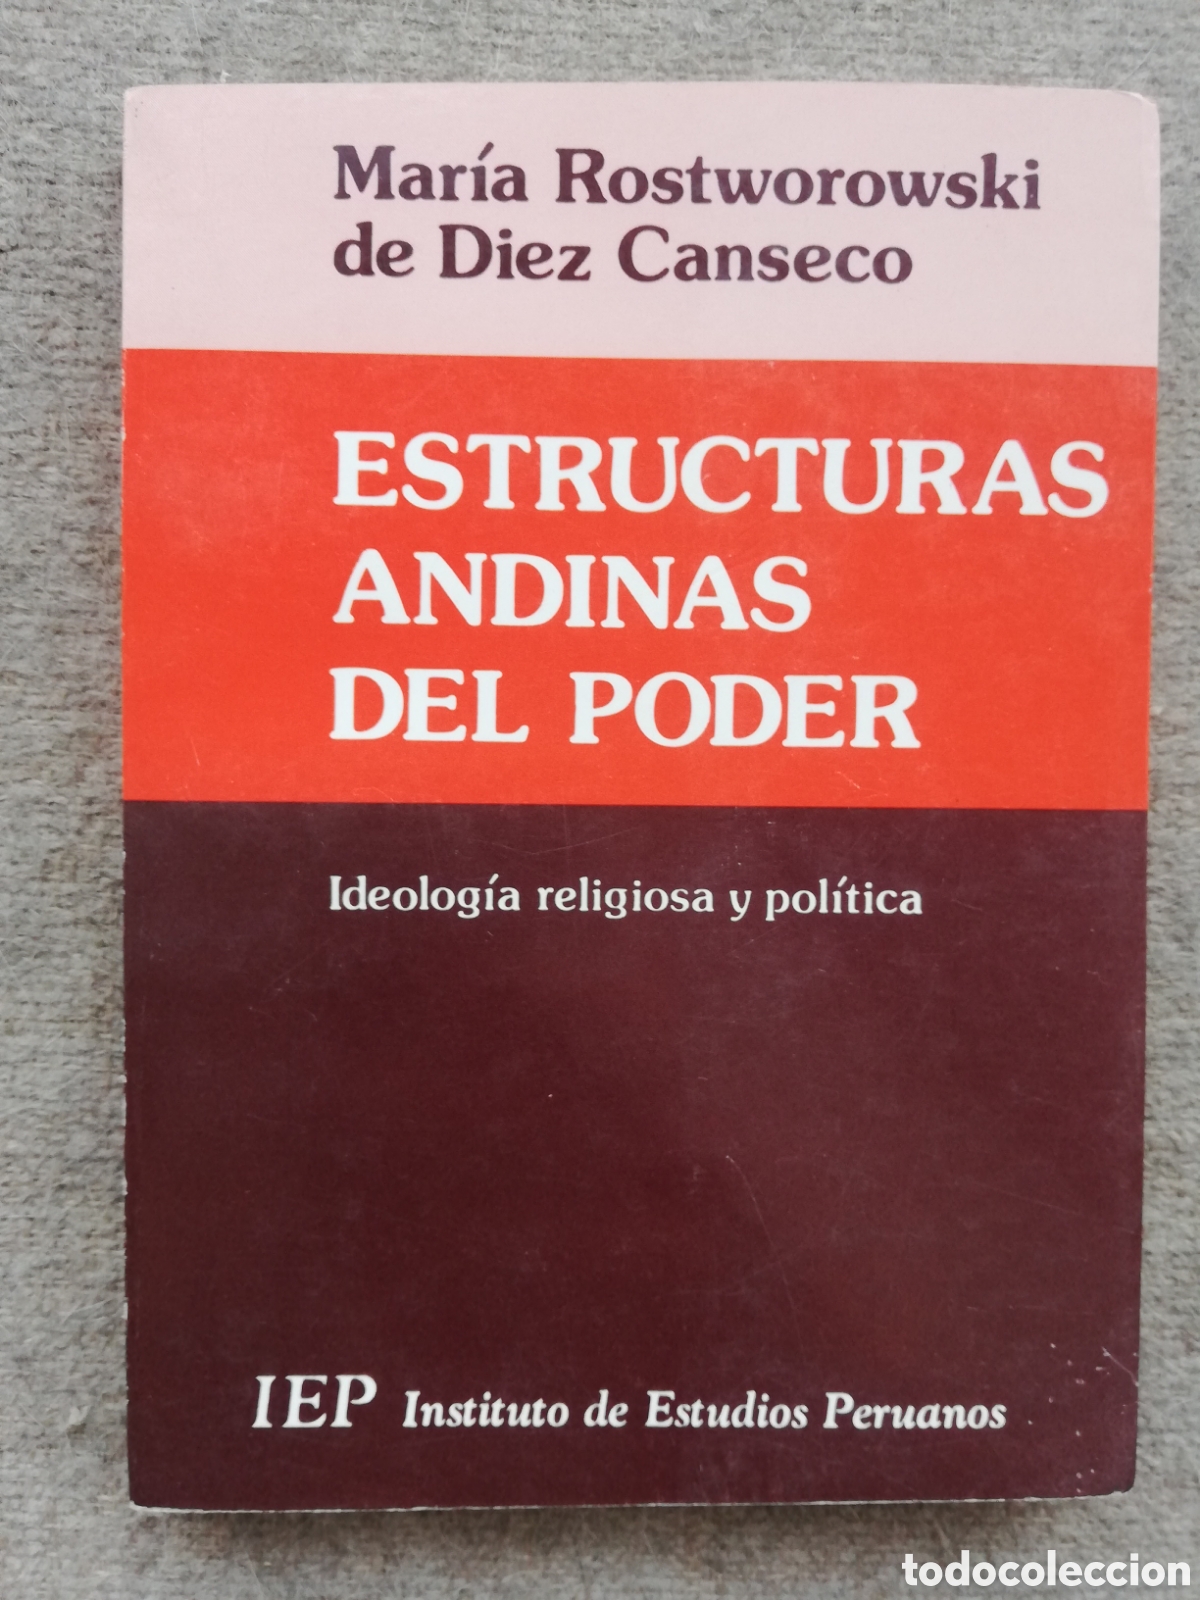 María Rostworowski
de Diez Canseco
ESTRUCTURAS
ANDINAS
DEL PODER
Ideología religiosa y política
IEP Instituto de Estudios Peruanos
todocoleccion